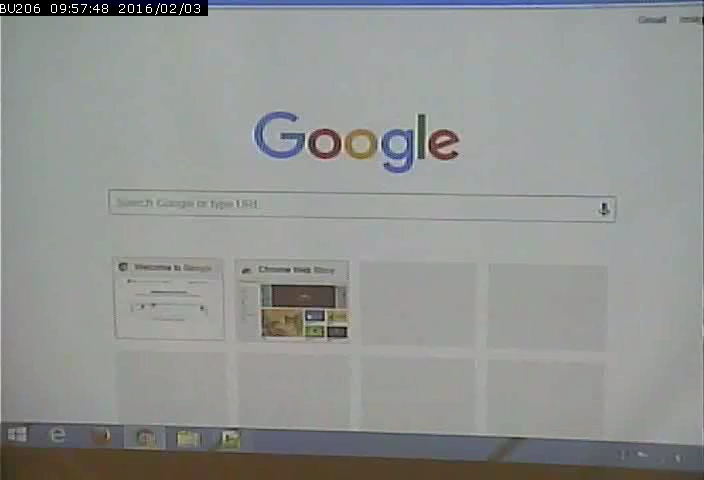 BU206 09:57:48 2016/02/03
Gmail
Google
Search Google or type URL
Welcome to Google
Chrome Web Store